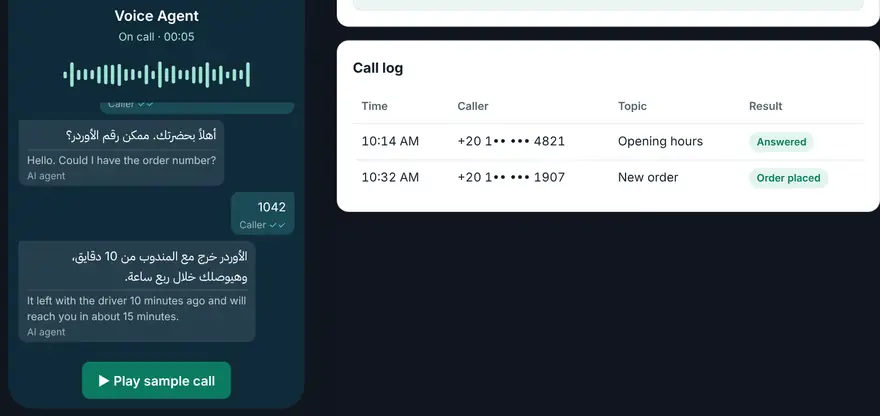 Voice Agent
On call · 00:05
Caller ✓✓
أهلاً بحضرتك. ممكن رقم الأوردر؟
Hello. Could I have the order number?
AI agent
1042
Caller ✓✓
الأوردر خرج مع المندوب من 10 دقايق،
وهيوصلك خلال ربع ساعة.
It left with the driver 10 minutes ago and will
reach you in about 15 minutes.
AI agent
▶ Play sample call
Call log
Time Caller Topic Result
10:14 AM +20 1•• ••• 4821 Opening hours Answered
10:32 AM +20 1•• ••• 1907 New order Order placed